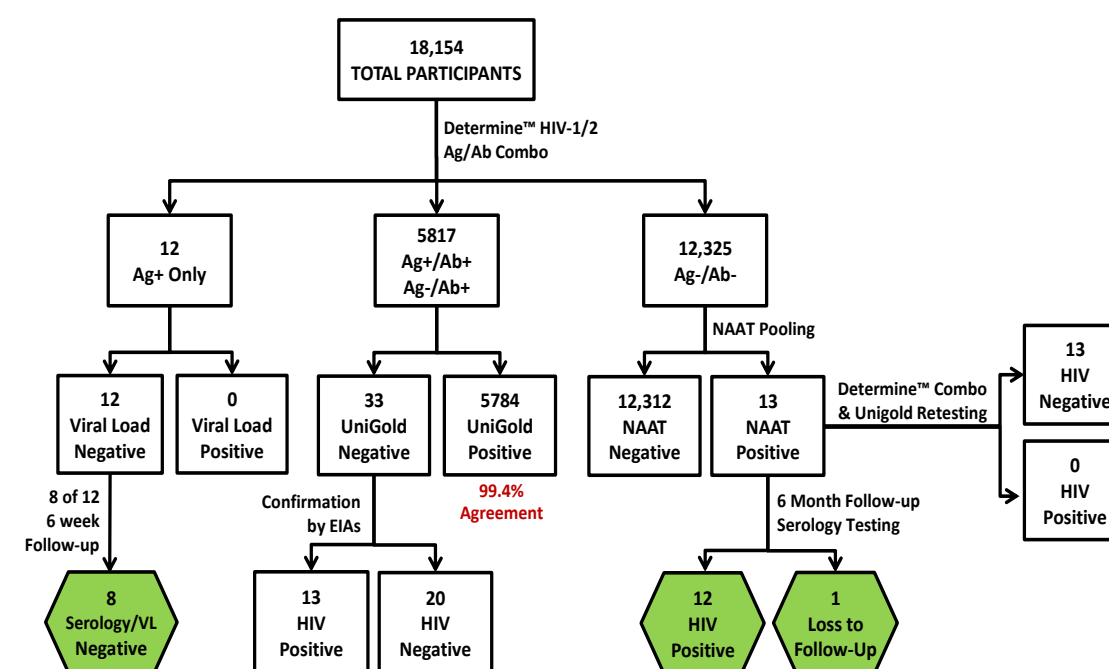 18,154
TOTAL PARTICIPANTS
Determine™ HIV-1/2
Ag/Ab Combo
12
Ag+ Only
5817
Ag+/Ab+
Ag-/Ab+
12,325
Ag-/Ab-
NAAT Pooling
12
Viral Load
Negative
0
Viral Load
Positive
33
UniGold
Negative
5784
UniGold
Positive
12,312
NAAT
Negative
13
NAAT
Positive
Determine™ Combo
& Unigold Retesting
13
HIV
Negative
0
HIV
Positive
8 of 12
6 week
Follow-up
Confirmation
by EIAs
99.4%
Agreement
6 Month Follow-up
Serology Testing
8
Serology/VL
Negative
13
HIV
Positive
20
HIV
Negative
12
HIV
Positive
1
Loss to
Follow-Up